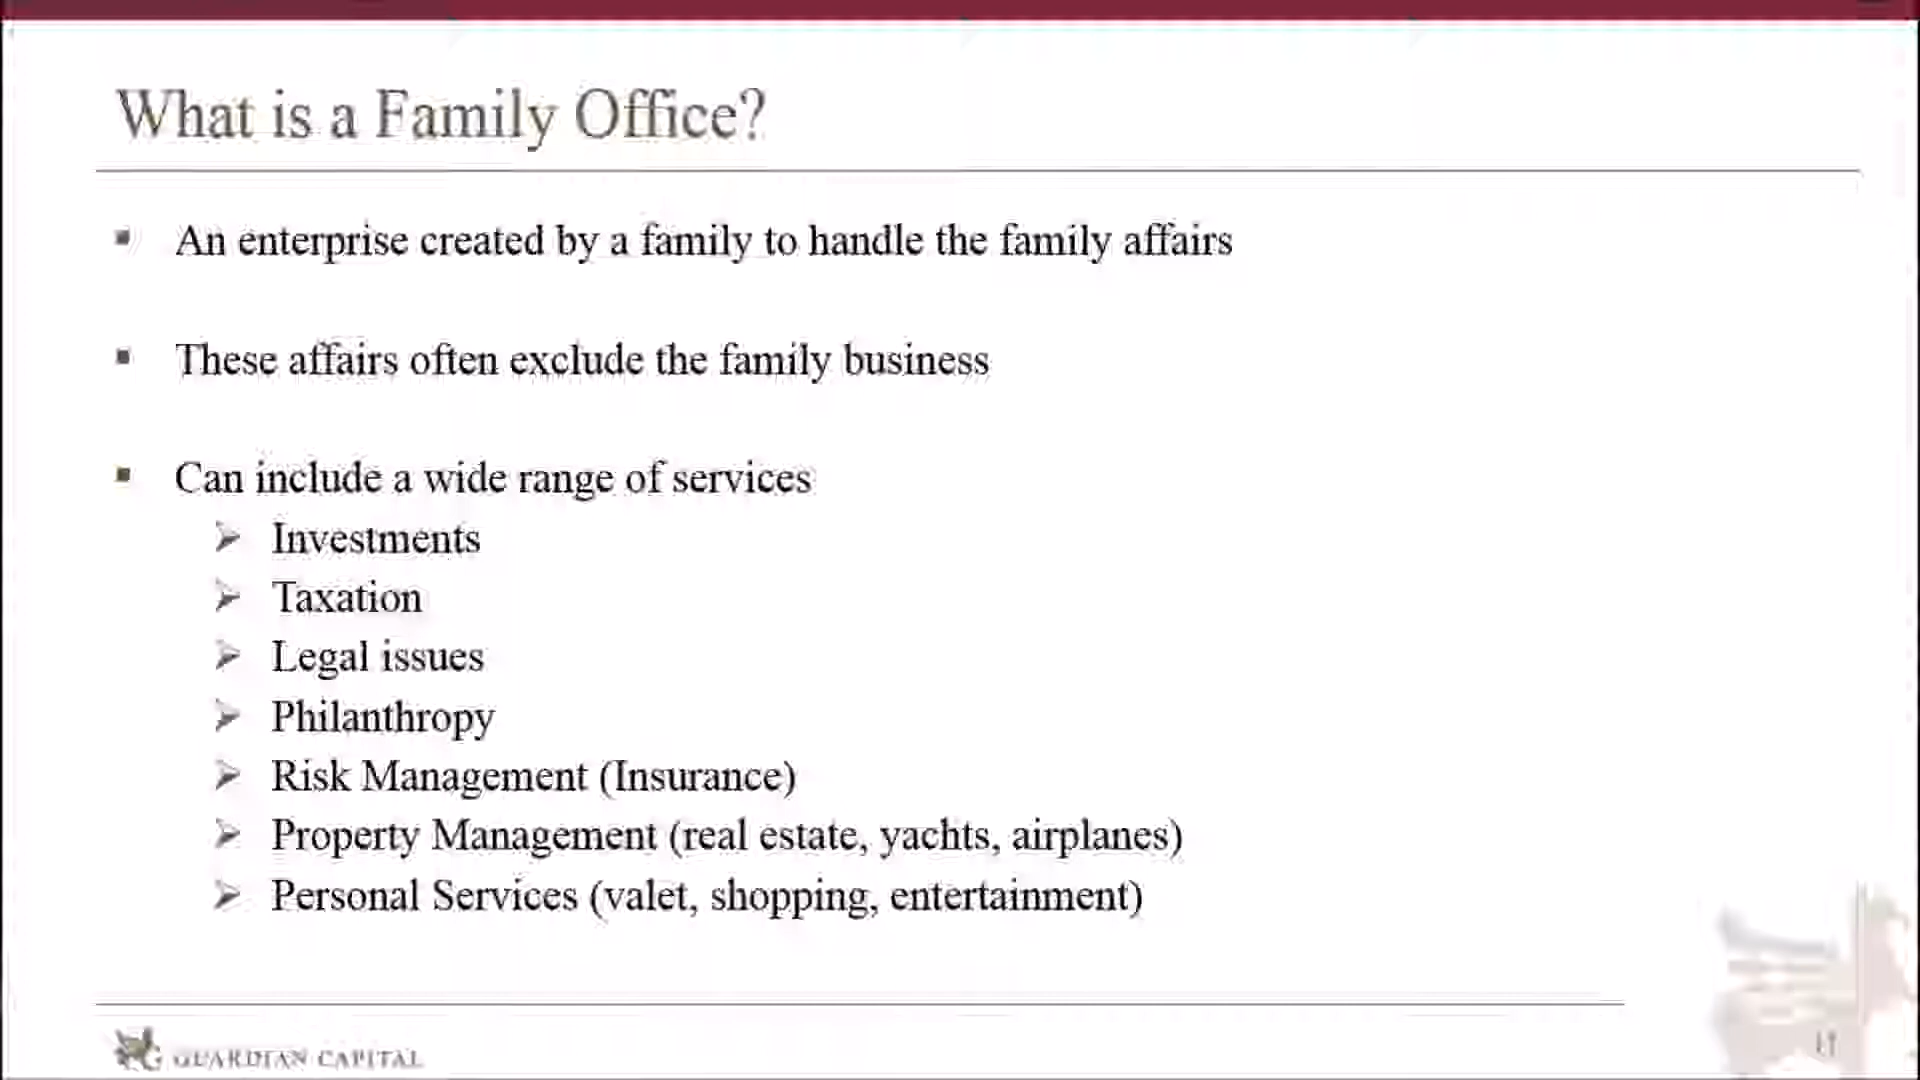 What is a Family Office?
▪ An enterprise created by a family to handle the family affairs
▪ These affairs often exclude the family business
▪ Can include a wide range of services
➢ Investments
➢ Taxation
➢ Legal issues
➢ Philanthropy
➢ Risk Management (Insurance)
➢ Property Management (real estate, yachts, airplanes)
➢ Personal Services (valet, shopping, entertainment)
GUARDIAN CAPITAL